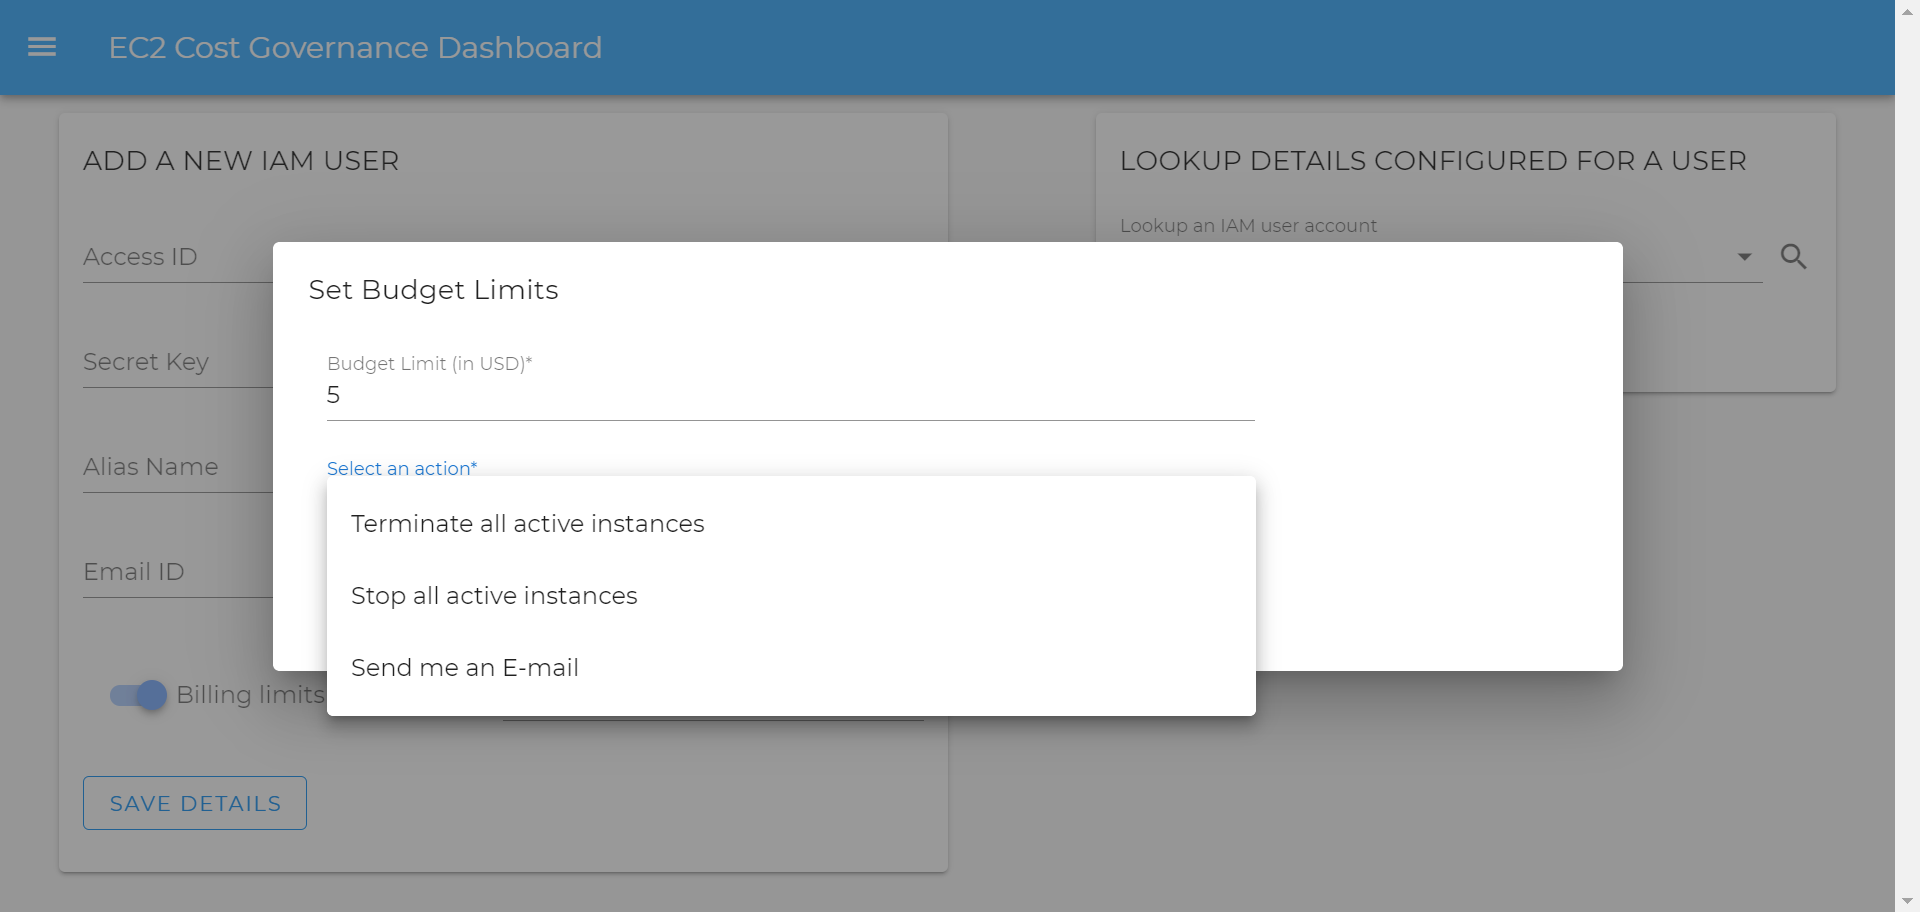 EC2 Cost Governance Dashboard
ADD A NEW IAM USER
Access ID
Secret Key
Alias Name
Email ID
Billing limits
SAVE DETAILS
LOOKUP DETAILS CONFIGURED FOR A USER
Lookup an IAM user account
Set Budget Limits
Budget Limit (in USD)*
5
Select an action*
Terminate all active instances
Stop all active instances
Send me an E-mail